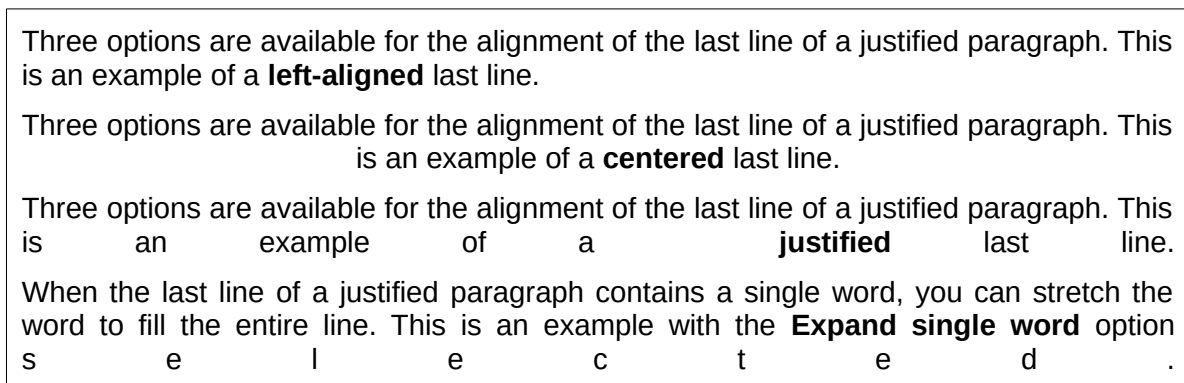 Three options are available for the alignment of the last line of a justified paragraph. This
is an example of a left-aligned last line.
Three options are available for the alignment of the last line of a justified paragraph. This
is an example of a centered last line.
Three options are available for the alignment of the last line of a justified paragraph. This
is an example of a justified last line.
When the last line of a justified paragraph contains a single word, you can stretch the
word to fill the entire line. This is an example with the Expand single word option
s e l e c t e d .